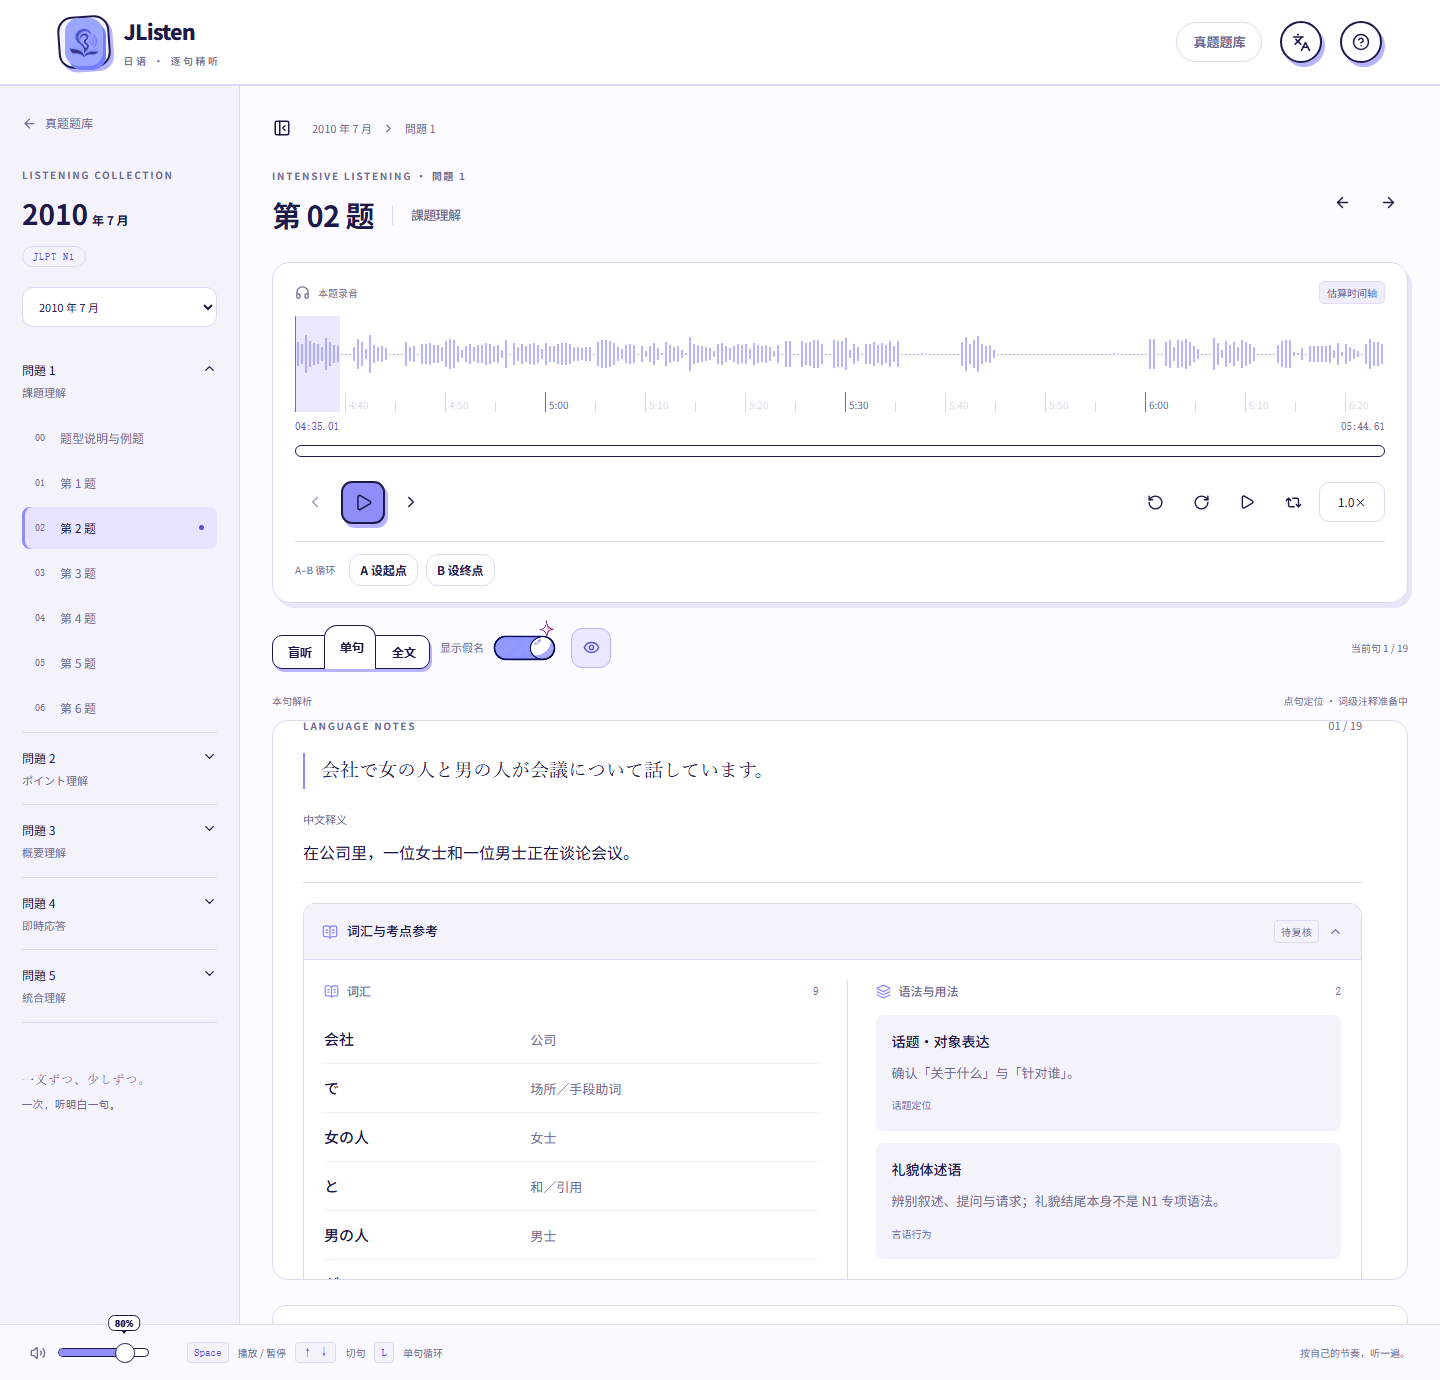 JListen
日语 · 逐句精听
真题题库
真题题库
LISTENING COLLECTION
2010 年 7 月
JLPT N1
2010 年 7 月
問題 1
課題理解
00 题型说明与例题
01 第 1 题
02 第 2 题
03 第 3 题
04 第 4 题
05 第 5 题
06 第 6 题
問題 2
ポイント理解
問題 3
概要理解
問題 4
即時応答
問題 5
統合理解
一文ずつ、少しずつ。
一次，听明白一句。
2010 年 7 月 > 問題 1
INTENSIVE LISTENING · 問題 1
第 02 题 課題理解
本题录音
估算时间轴
4:40 4:50 5:00 5:10 5:20 5:30 5:40 5:50 6:00 6:10 6:20
04:35.01 05:44.61
1.0×
A–B 循环 A 设起点 B 设终点
盲听 单句 全文 显示假名
当前句 1 / 19
本句解析
点句定位 · 词级注释准备中
LANGUAGE NOTES 01 / 19
会社で女の人と男の人が会議について話しています。
中文释义
在公司里，一位女士和一位男士正在谈论会议。
词汇与考点参考 待复核
词汇 9
会社 公司
で 场所／手段助词
女の人 女士
と 和／引用
男の人 男士
语法与用法 2
话题・对象表达
确认「关于什么」与「针对谁」。
话题定位
礼貌体述语
辨别叙述、提问与请求；礼貌结尾本身不是 N1 专项语法。
言语行为
80%
Space 播放 / 暂停 ↑ ↓ 切句 L 单句循环
按自己的节奏，听一遍。